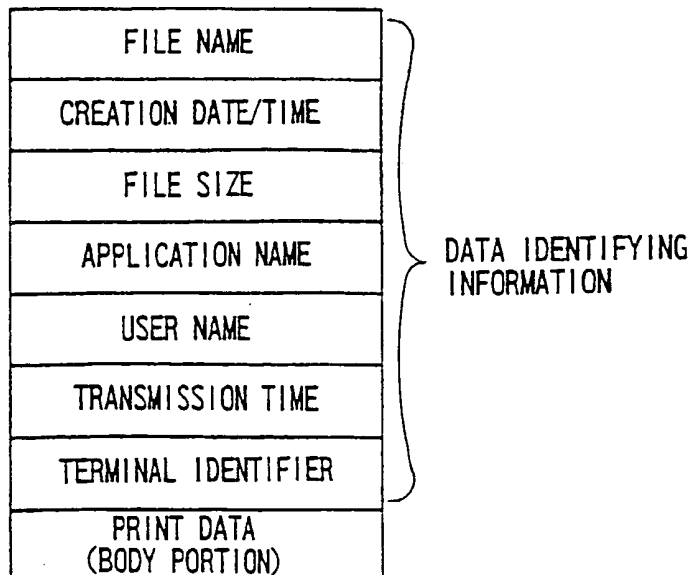 FILE NAME
CREATION DATE/TIME
FILE SIZE
APPLICATION NAME
USER NAME
TRANSMISSION TIME
TERMINAL IDENTIFIER
PRINT DATA
(BODY PORTION)
DATA IDENTIFYING
INFORMATION